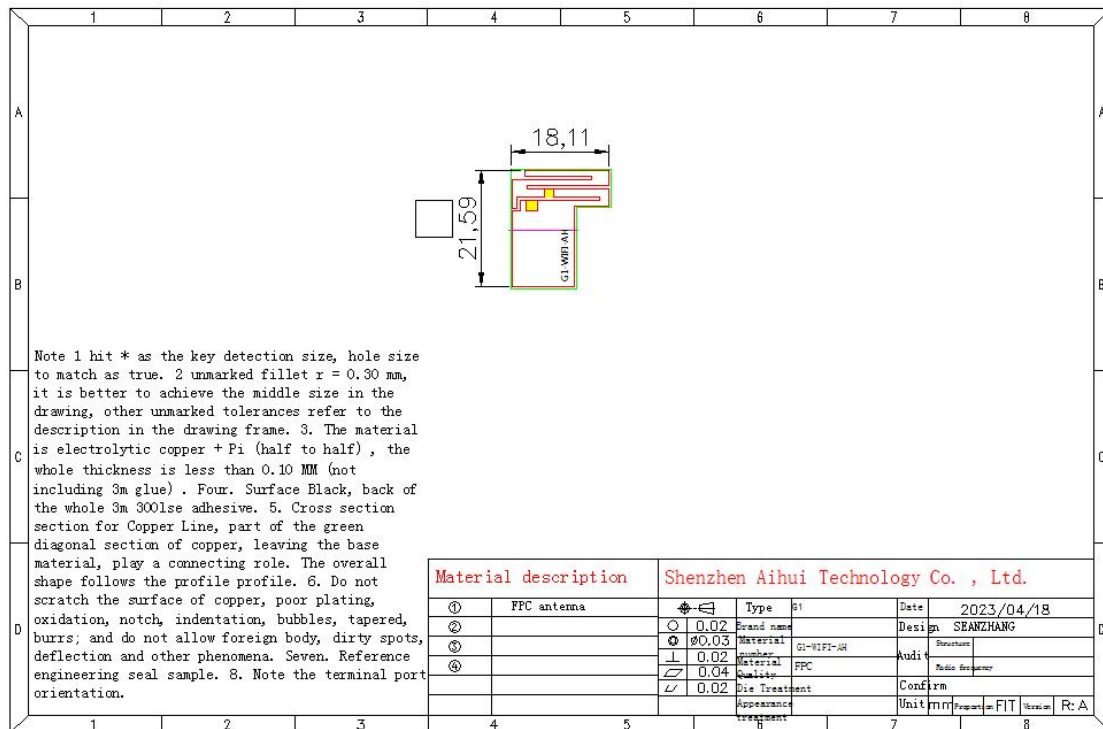 1 2 3 4 5 6 7 8
A A
B B
C C
D D
18,11
21,59
G1-WIFI-AH
Note 1 hit * as the key detection size, hole size
to match as true. 2 unmarked fillet r = 0.30 mm,
it is better to achieve the middle size in the
drawing, other unmarked tolerances refer to the
description in the drawing frame. 3. The material
is electrolytic copper + Pi (half to half) , the
whole thickness is less than 0.10 MM (not
including 3m glue) . Four. Surface Black, back of
the whole 3m 300lse adhesive. 5. Cross section
section for Copper Line, part of the green
diagonal section of copper, leaving the base
material, play a connecting role. The overall
shape follows the profile profile. 6. Do not
scratch the surface of copper, poor plating,
oxidation, notch, indentation, bubbles, tapered,
burrs; and do not allow foreign body, dirty spots,
deflection and other phenomena. Seven. Reference
engineering seal sample. 8. Note the terminal port
orientation.
Material description
① FPC antenna
②
③
④
Shenzhen Aihui Technology Co. , Ltd.
Type G1 Date 2023/04/18
0.02 Brand name Design SEANZHANG
⌀0.03 Material number G1-WIFI-AH Audit Structure
0.02 Material Quality FPC Radio frequency
0.04
0.02 Die Treatment Confirm
Appearance treatment Unit mm Proportion FIT Version R:A
1 2 3 4 5 6 7 8